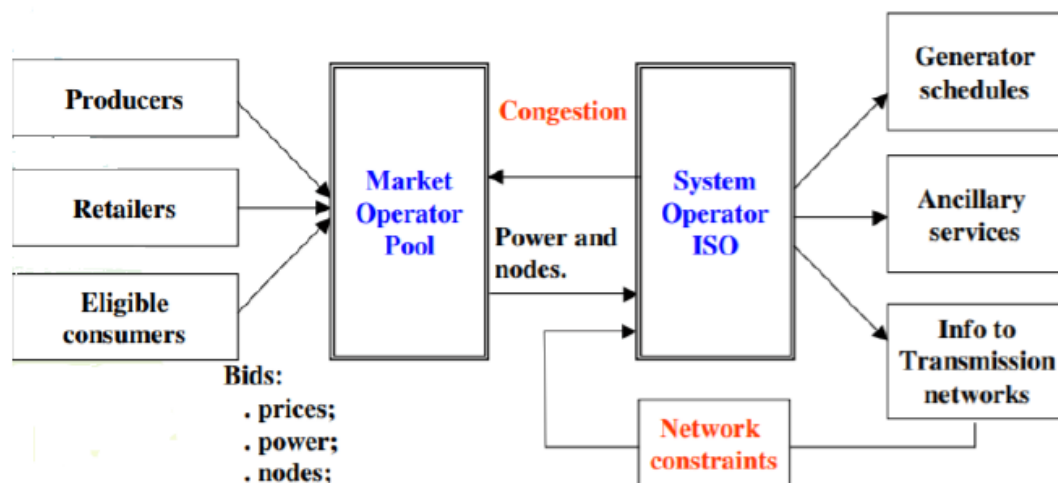 Producers
Retailers
Eligible
consumers
Bids:
. prices;
. power;
. nodes;
Market
Operator
Pool
Congestion
Power and
nodes.
System
Operator
ISO
Generator
schedules
Ancillary
services
Info to
Transmission
networks
Network
constraints